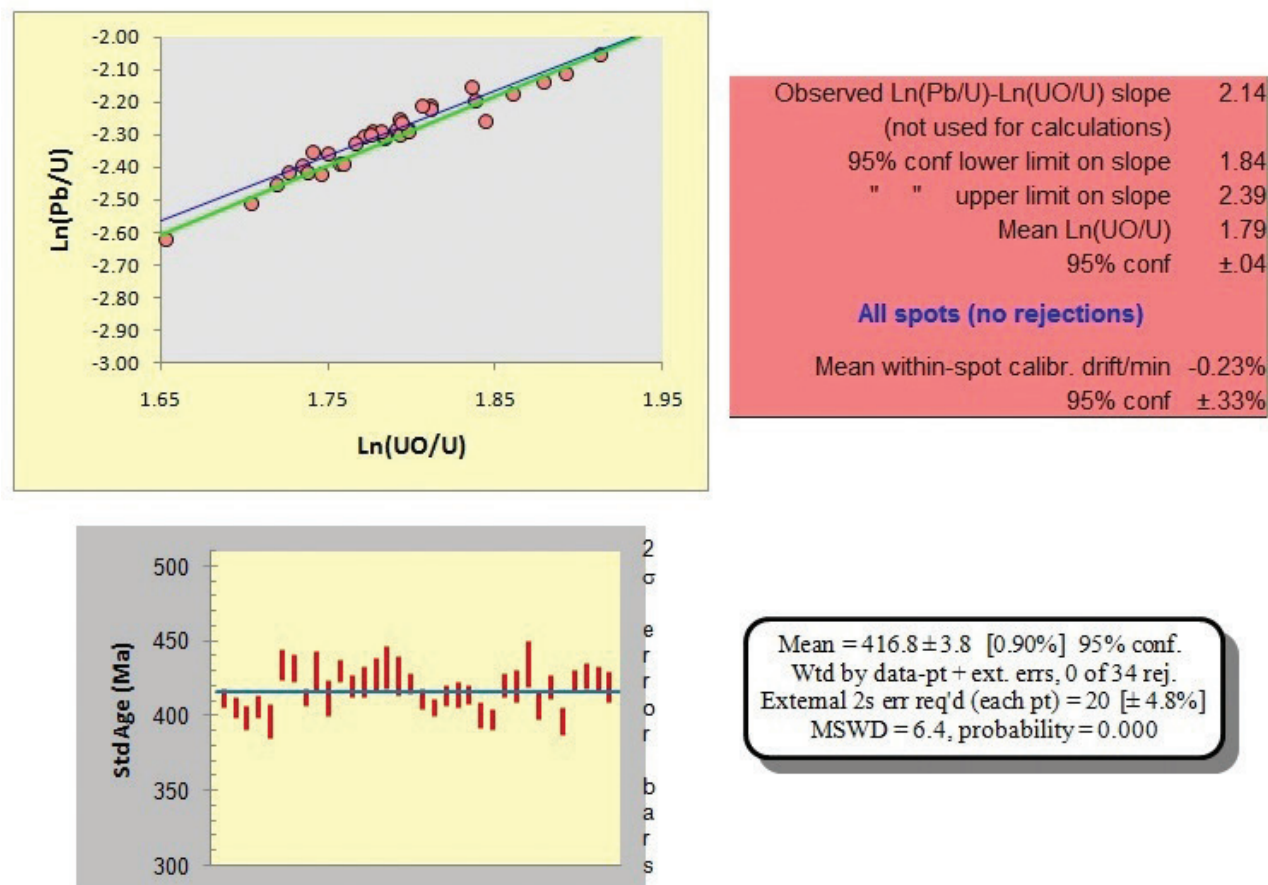 -2.00
-2.10
-2.20
-2.30
-2.40
-2.50
-2.60
-2.70
-2.80
-2.90
-3.00
Ln(Pb/U)
1.65 1.75 1.85 1.95
Ln(UO/U)
Observed Ln(Pb/U)-Ln(UO/U) slope 2.14
(not used for calculations)
95% conf lower limit on slope 1.84
" " upper limit on slope 2.39
Mean Ln(UO/U) 1.79
95% conf ±.04
All spots (no rejections)
Mean within-spot calibr. drift/min -0.23%
95% conf ±.33%
500
450
400
350
300
Std Age (Ma)
2σ error bars
Mean = 416.8 ± 3.8 [0.90%] 95% conf.
Wtd by data-pt + ext. errs, 0 of 34 rej.
External 2s err req'd (each pt) = 20 [± 4.8%]
MSWD = 6.4, probability = 0.000